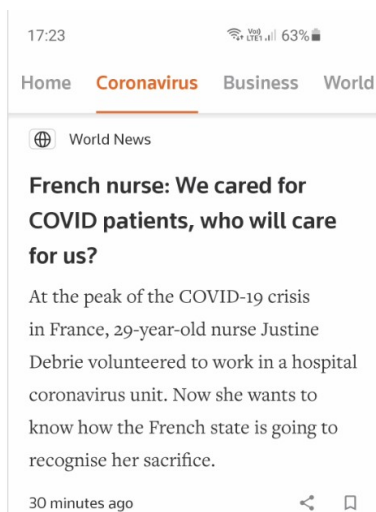 17:23 Vo) LTE1 63%
Home Coronavirus Business World
World News
French nurse: We cared for
COVID patients, who will care
for us?
At the peak of the COVID-19 crisis
in France, 29-year-old nurse Justine
Debrie volunteered to work in a hospital
coronavirus unit. Now she wants to
know how the French state is going to
recognise her sacrifice.
30 minutes ago